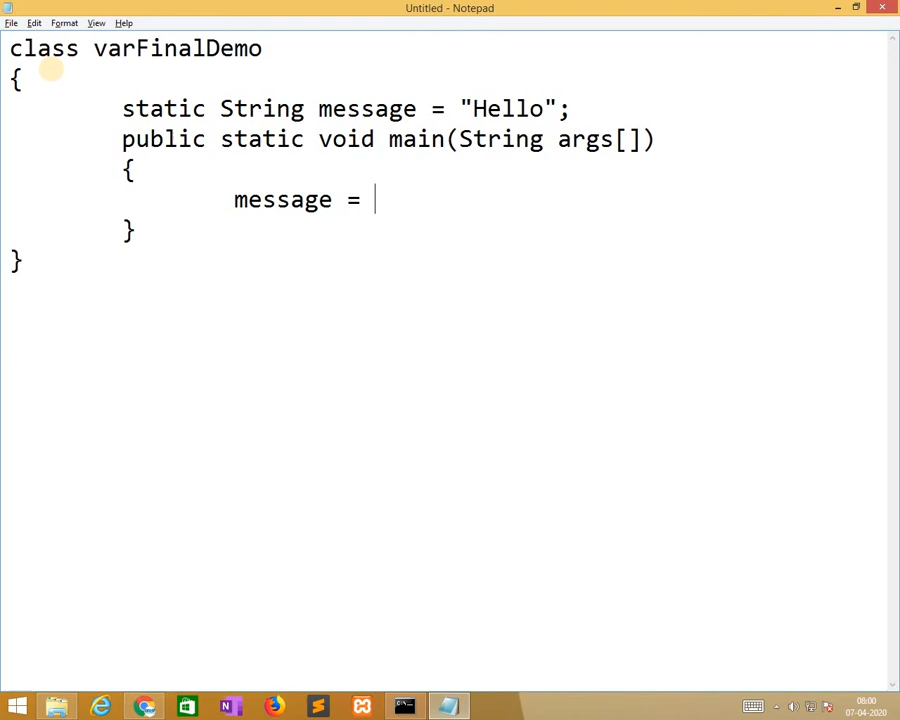 Untitled - Notepad
File Edit Format View Help
class varFinalDemo
{
static String message = "Hello";
public static void main(String args[])
{
message =
}
}
08:00
07-04-2020